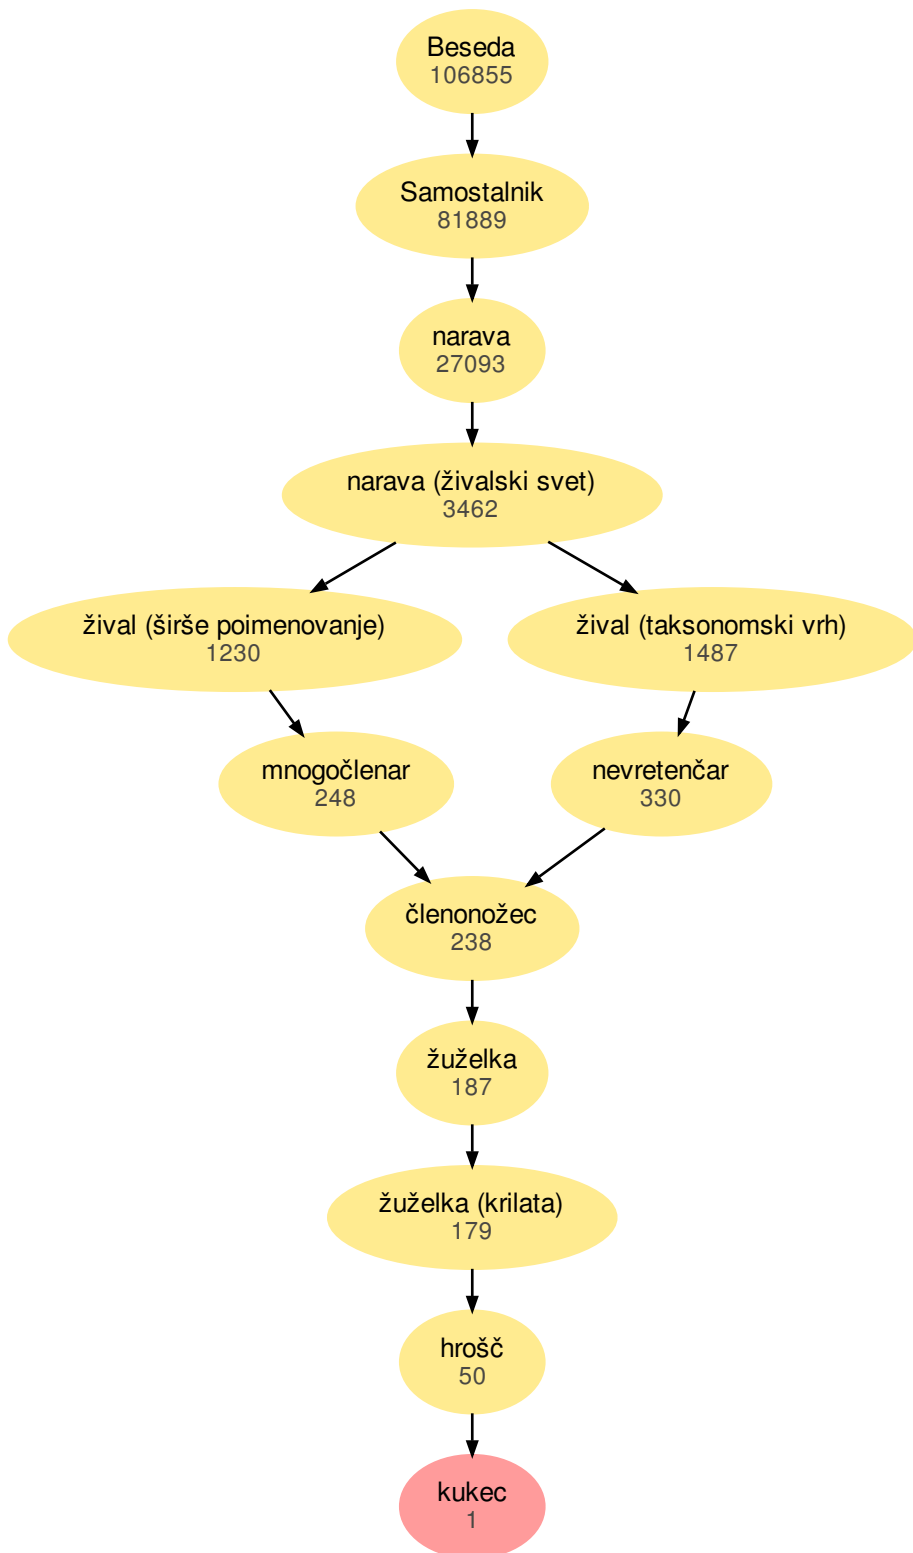 Beseda
106855
Samostalnik
81889
narava
27093
narava (živalski svet)
3462
žival (širše poimenovanje)
1230
žival (taksonomski vrh)
1487
mnogočlenar
248
nevretenčar
330
členonožec
238
žuželka
187
žuželka (krilata)
179
hrošč
50
kukec
1